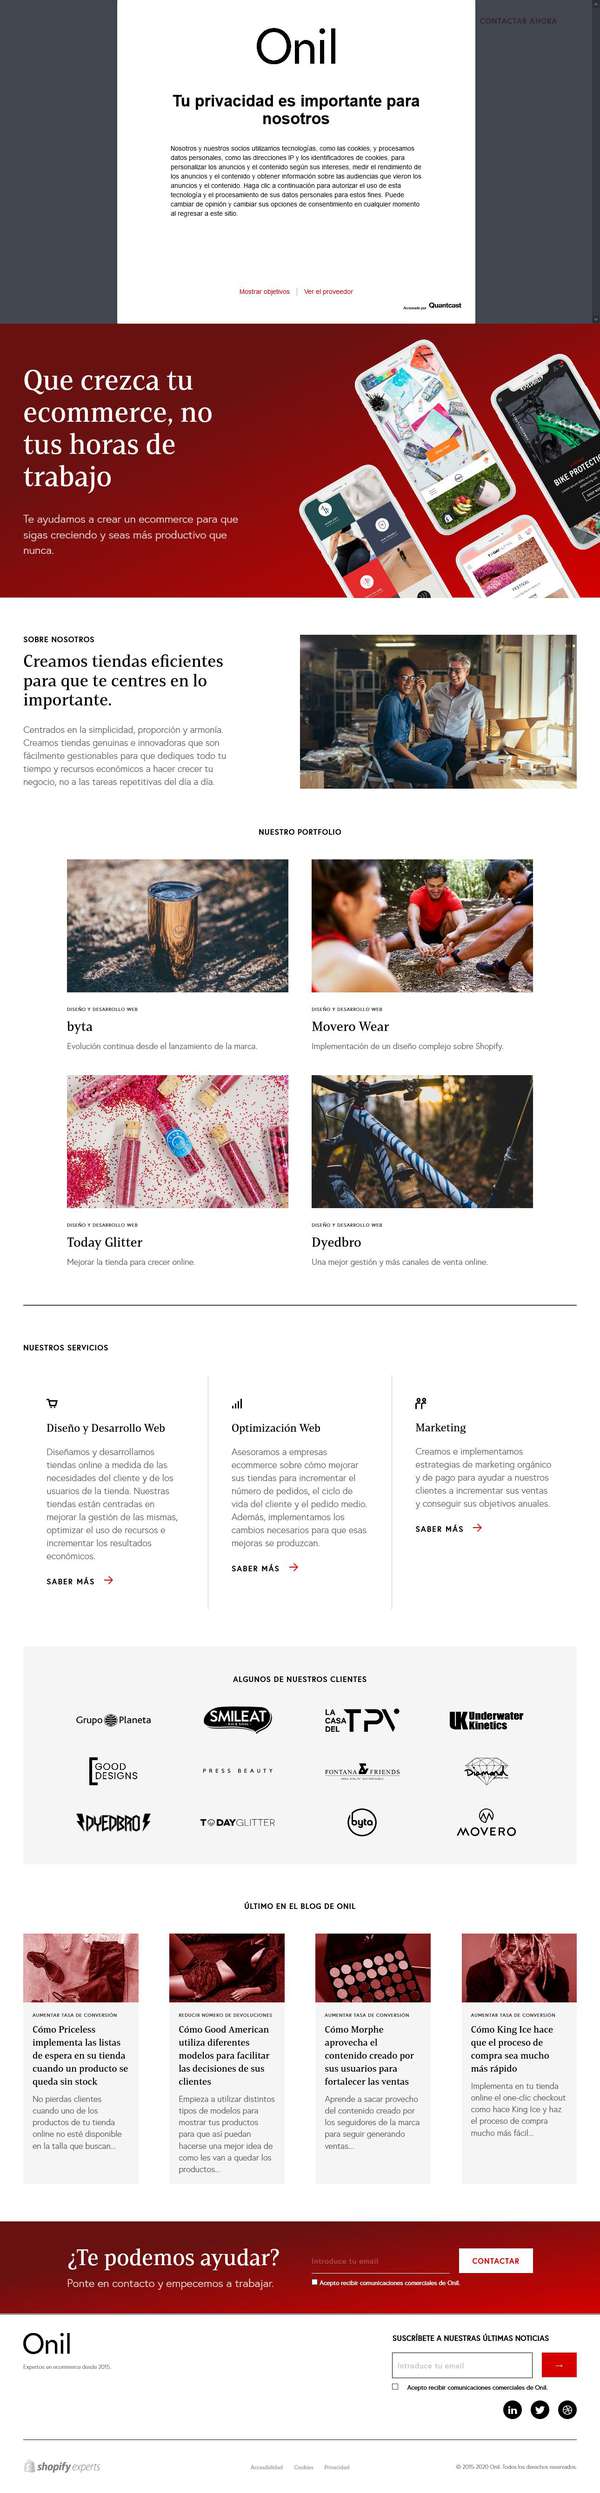 CONTACTAR AHORA
Onil
Tu privacidad es importante para
nosotros
Nosotros y nuestros socios utilizamos tecnologías, como las cookies, y procesamos
datos personales, como las direcciones IP y los identificadores de cookies, para
personalizar los anuncios y el contenido según sus intereses, medir el rendimiento de
los anuncios y el contenido y obtener información sobre las audiencias que vieron los
anuncios y el contenido. Haga clic a continuación para autorizar el uso de esta
tecnología y el procesamiento de sus datos personales para estos fines. Puede
cambiar de opinión y cambiar sus opciones de consentimiento en cualquier momento
al regresar a este sitio.
Mostrar objetivos | Ver el proveedor
Accionado por Quantcast
Que crezca tu
ecommerce, no
tus horas de
trabajo
Te ayudamos a crear un ecommerce para que
sigas creciendo y seas más productivo que
nunca.
BIKE PROTECTI
SOBRE NOSOTROS
Creamos tiendas eficientes
para que te centres en lo
importante.
Centrados en la simplicidad, proporción y armonía.
Creamos tiendas genuinas e innovadoras que son
fácilmente gestionables para que dediques todo tu
tiempo y recursos económicos a hacer crecer tu
negocio, no a las tareas repetitivas del día a día.
NUESTRO PORTFOLIO
DISEÑO Y DESARROLLO WEB
byta
Evolución continua desde el lanzamiento de la marca.
DISEÑO Y DESARROLLO WEB
Movero Wear
Implementación de un diseño complejo sobre Shopify.
DISEÑO Y DESARROLLO WEB
Today Glitter
Mejorar la tienda para crecer online.
DISEÑO Y DESARROLLO WEB
Dyedbro
Una mejor gestión y más canales de venta online.
NUESTROS SERVICIOS
Diseño y Desarrollo Web
Diseñamos y desarrollamos
tiendas online a medida de las
necesidades del cliente y de los
usuarios de la tienda. Nuestras
tiendas están centradas en
mejorar la gestión de las mismas,
optimizar el uso de recursos e
incrementar los resultados
económicos.
SABER MÁS →
Optimización Web
Asesoramos a empresas
ecommerce sobre cómo mejorar
sus tiendas para incrementar el
número de pedidos, el ciclo de
vida del cliente y el pedido medio.
Además, implementamos los
cambios necesarios para que esas
mejoras se produzcan.
SABER MÁS →
Marketing
Creamos e implementamos
estrategias de marketing orgánico
y de pago para ayudar a nuestros
clientes a incrementar sus ventas
y conseguir sus objetivos anuales.
SABER MÁS →
ALGUNOS DE NUESTROS CLIENTES
Grupo Planeta
SMILEAT
LA
CASA
DEL TPV
UK Underwater
Kinetics
GOOD
DESIGNS
PRESS BEAUTY
FONTANA & FRIENDS
Diamond
DYEDBRO
TODAYGLITTER
byta
MOVERO
ÚLTIMO EN EL BLOG DE ONIL
AUMENTAR TASA DE CONVERSIÓN
Cómo Priceless
implementa las listas
de espera en su tienda
cuando un producto se
queda sin stock
No pierdas clientes
cuando uno de los
productos de tu tienda
online no esté disponible
en la talla que buscan...
REDUCIR NÚMERO DE DEVOLUCIONES
Cómo Good American
utiliza diferentes
modelos para facilitar
las decisiones de sus
clientes
Empieza a utilizar distintos
tipos de modelos para
mostrar tus productos
para que así puedan
hacerse una mejor idea de
como les van a quedar los
productos...
AUMENTAR TASA DE CONVERSIÓN
Cómo Morphe
aprovecha el
contenido creado por
sus usuarios para
fortalecer las ventas
Aprende a sacar provecho
del contenido creado por
los seguidores de la marca
para seguir generando
ventas...
AUMENTAR TASA DE CONVERSIÓN
Cómo King Ice hace
que el proceso de
compra sea mucho
más rápido
Implementa en tu tienda
online el one-clic checkout
como hace King Ice y haz
el proceso de compra
mucho más fácil...
¿Te podemos ayudar?
Ponte en contacto y empecemos a trabajar.
Introduce tu email
CONTACTAR
Acepto recibir comunicaciones comerciales de Onil.
Onil
Expertos en ecommerce desde 2015.
SUSCRÍBETE A NUESTRAS ÚLTIMAS NOTICIAS
Introduce tu email
→
Acepto recibir comunicaciones comerciales de Onil.
shopify experts
Accesibilidad Cookies Privacidad
© 2015-2020 Onil. Todos los derechos reservados.